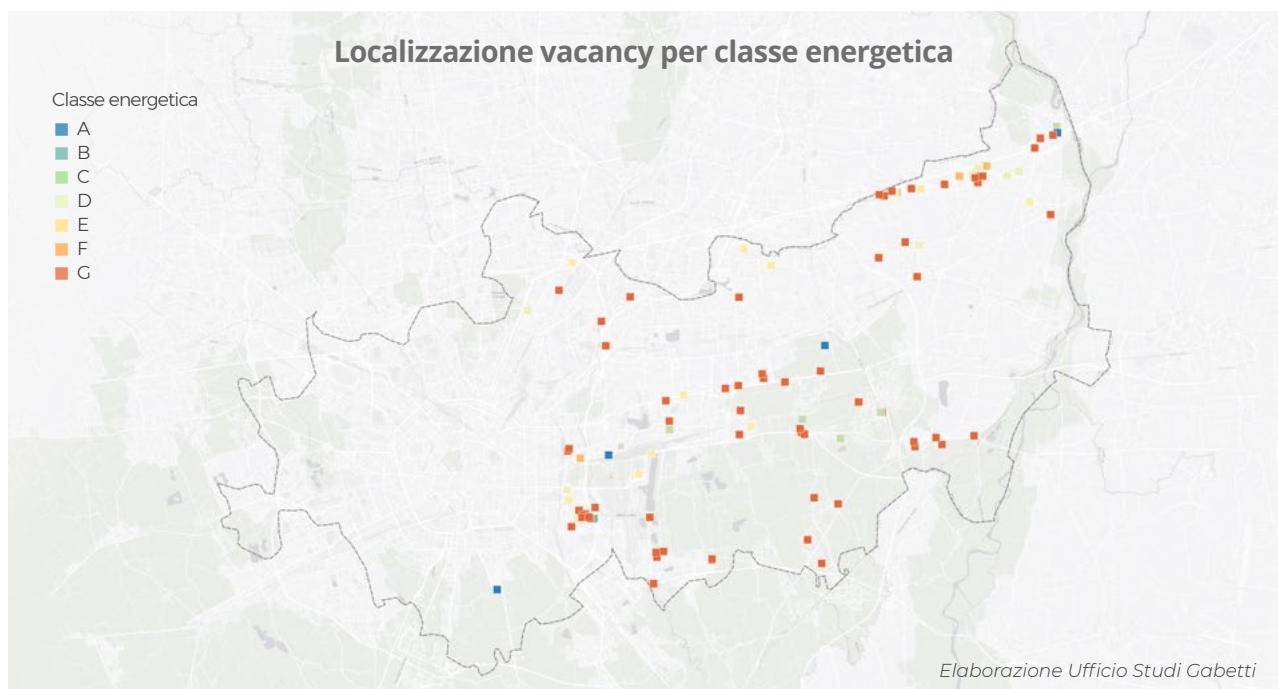 Localizzazione vacancy per classe energetica
Classe energetica
A
B
C
D
E
F
G
Elaborazione Ufficio Studi Gabetti